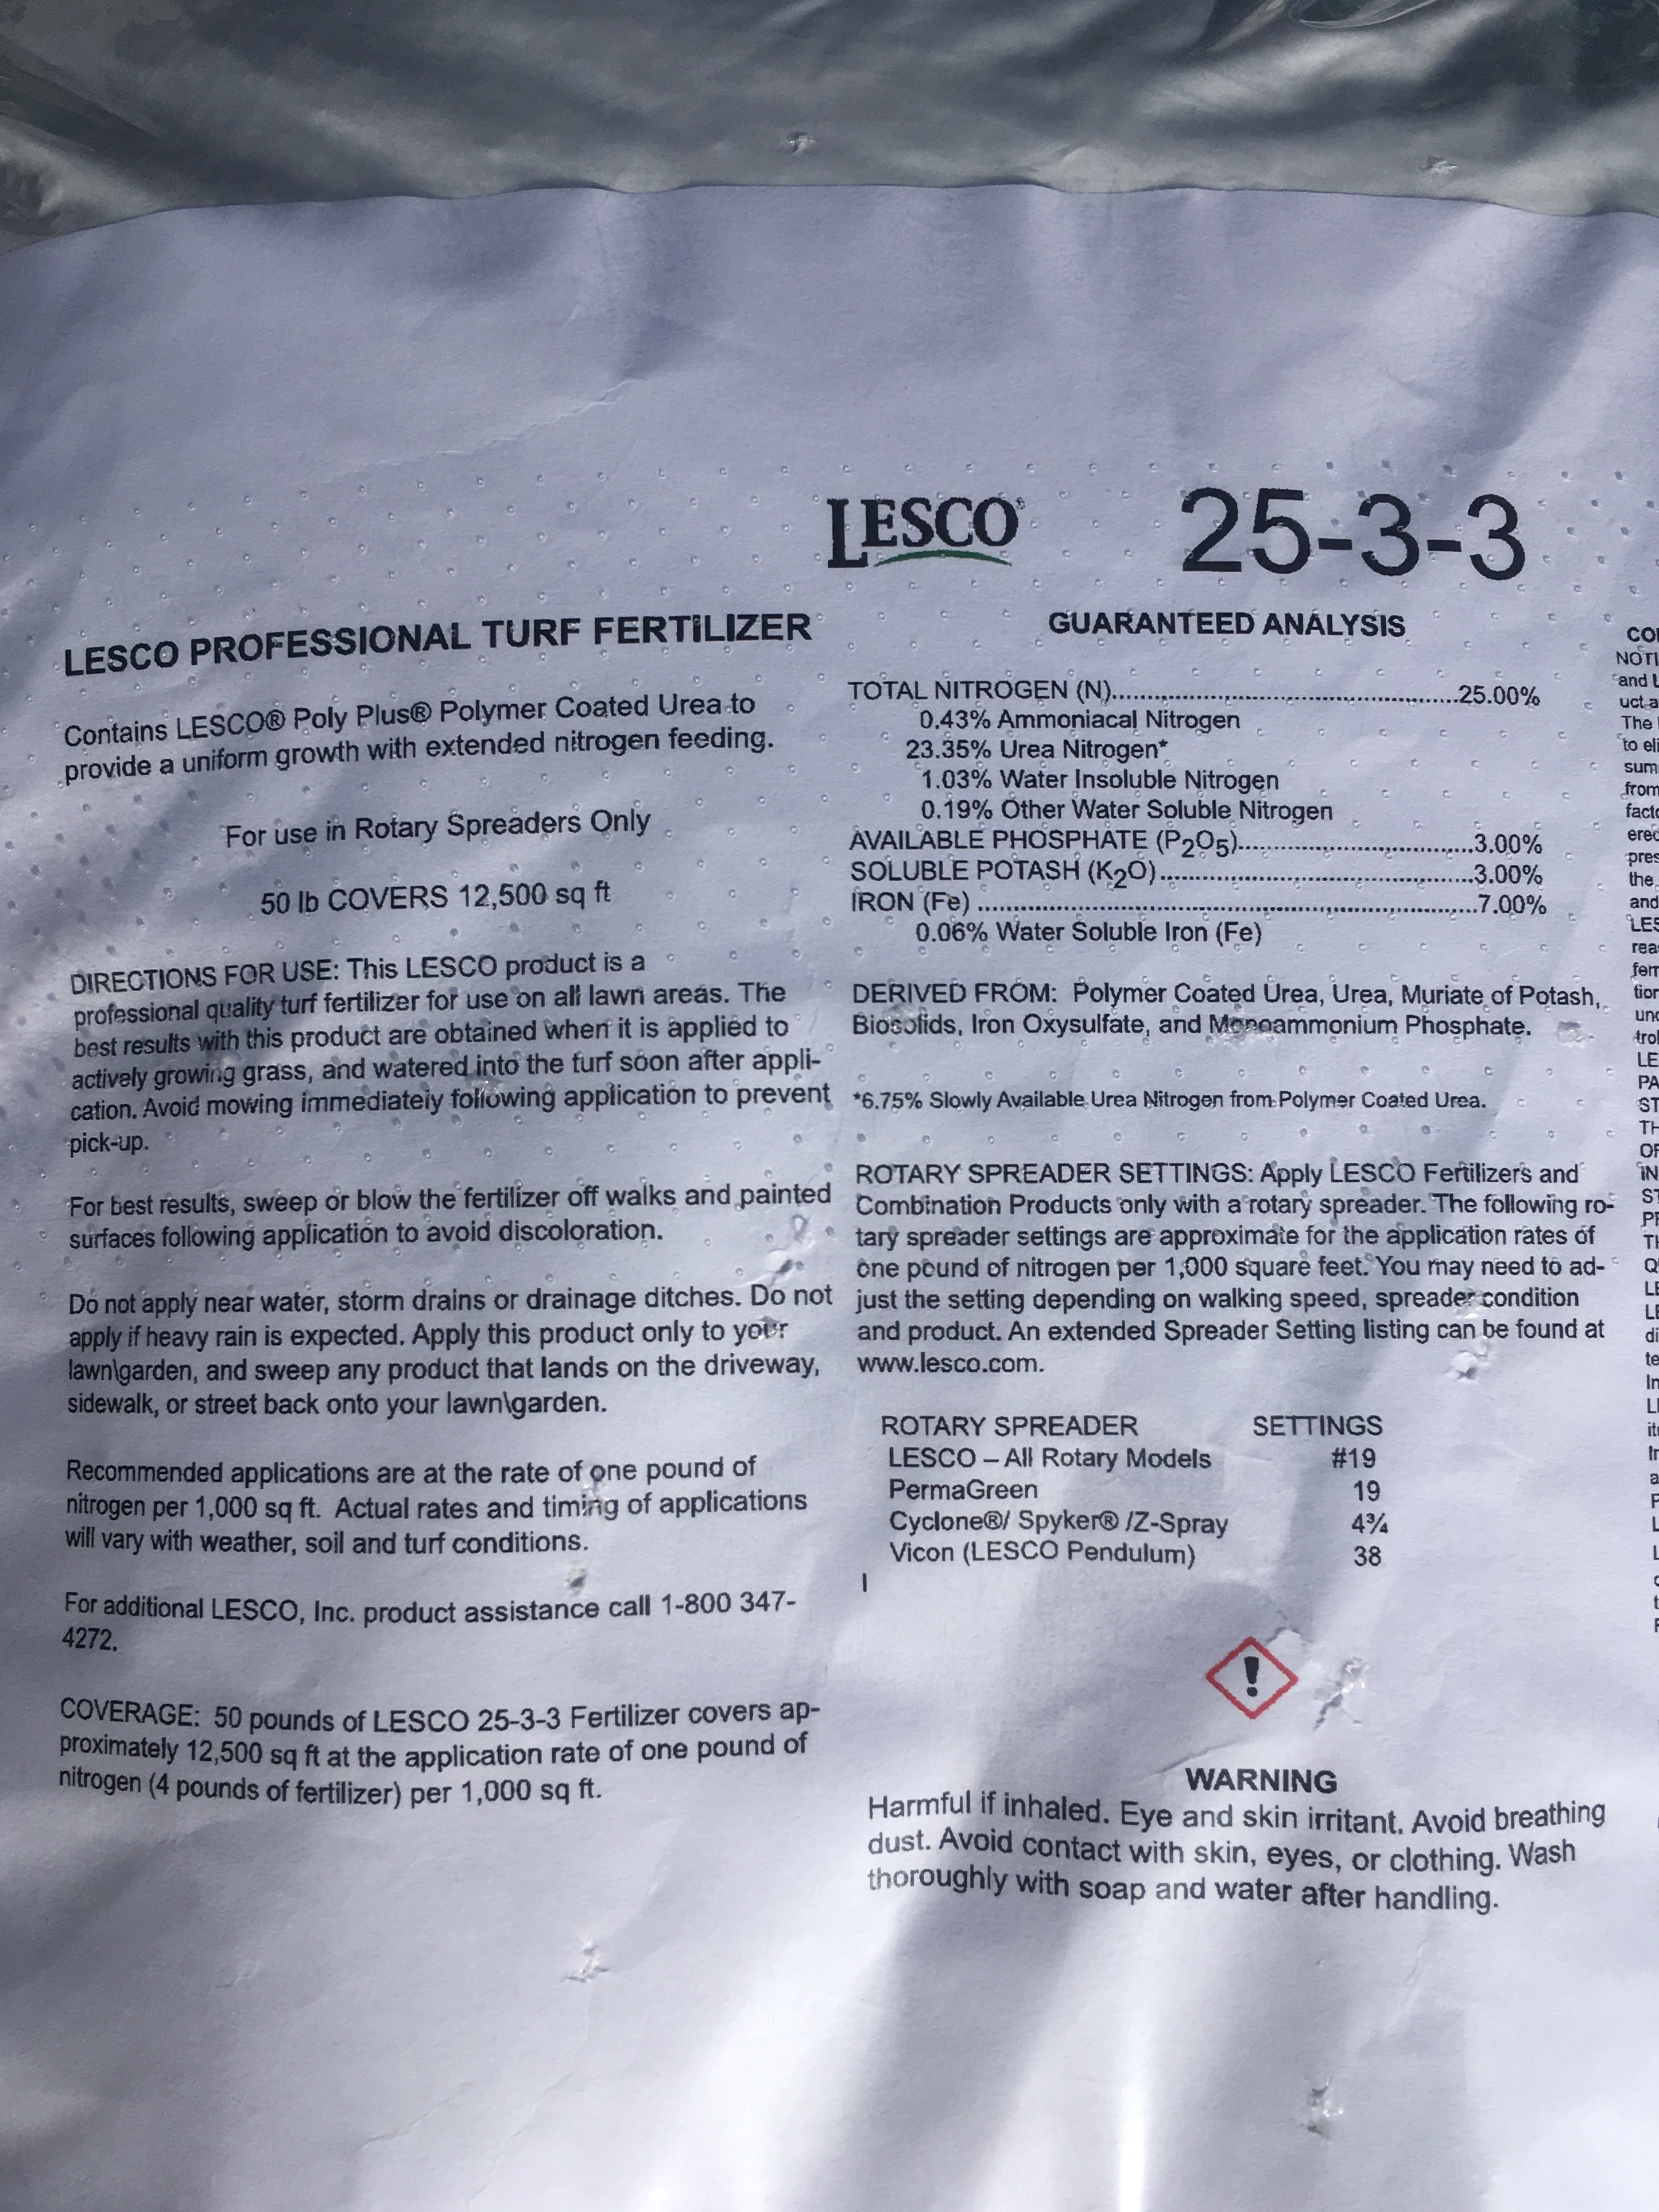 LESCO® 25-3-3
LESCO PROFESSIONAL TURF FERTILIZER
Contains LESCO® Poly Plus® Polymer Coated Urea to
provide a uniform growth with extended nitrogen feeding.
For use in Rotary Spreaders Only
50 lb COVERS 12,500 sq ft
DIRECTIONS FOR USE: This LESCO product is a
professional quality turf fertilizer for use on all lawn areas. The
best results with this product are obtained when it is applied to
actively growing grass, and watered into the turf soon after appli-
cation. Avoid mowing immediately following application to prevent
pick-up.
For best results, sweep or blow the fertilizer off walks and painted
surfaces following application to avoid discoloration.
Do not apply near water, storm drains or drainage ditches. Do not
apply if heavy rain is expected. Apply this product only to your
lawn\garden, and sweep any product that lands on the driveway,
sidewalk, or street back onto your lawn\garden.
Recommended applications are at the rate of one pound of
nitrogen per 1,000 sq ft. Actual rates and timing of applications
will vary with weather, soil and turf conditions.
For additional LESCO, Inc. product assistance call 1-800 347-
4272.
COVERAGE: 50 pounds of LESCO 25-3-3 Fertilizer covers ap-
proximately 12,500 sq ft at the application rate of one pound of
nitrogen (4 pounds of fertilizer) per 1,000 sq ft.
GUARANTEED ANALYSIS
TOTAL NITROGEN (N)..........25.00%
0.43% Ammoniacal Nitrogen
23.35% Urea Nitrogen*
1.03% Water Insoluble Nitrogen
0.19% Other Water Soluble Nitrogen
AVAILABLE PHOSPHATE (P2O5)..........3.00%
SOLUBLE POTASH (K2O)..........3.00%
IRON (Fe) ..........7.00%
0.06% Water Soluble Iron (Fe)
DERIVED FROM: Polymer Coated Urea, Urea, Muriate of Potash,
Biosolids, Iron Oxysulfate, and Monoammonium Phosphate.
*6.75% Slowly Available Urea Nitrogen from Polymer Coated Urea.
ROTARY SPREADER SETTINGS: Apply LESCO Fertilizers and
Combination Products only with a rotary spreader. The following ro-
tary spreader settings are approximate for the application rates of
one pound of nitrogen per 1,000 square feet. You may need to ad-
just the setting depending on walking speed, spreader condition
and product. An extended Spreader Setting listing can be found at
www.lesco.com.
ROTARY SPREADER SETTINGS
LESCO – All Rotary Models #19
PermaGreen 19
Cyclone®/ Spyker® /Z-Spray 4¾
Vicon (LESCO Pendulum) 38
!
WARNING
Harmful if inhaled. Eye and skin irritant. Avoid breathing
dust. Avoid contact with skin, eyes, or clothing. Wash
thoroughly with soap and water after handling.